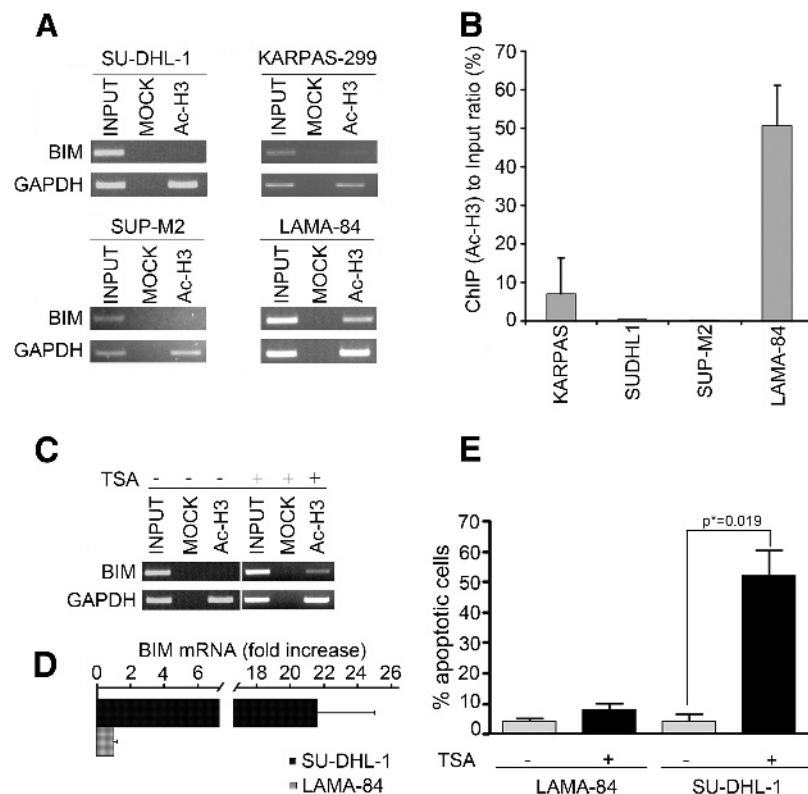 A
SU-DHL-1
INPUT
MOCK
Ac-H3
BIM
GAPDH
KARPAS-299
INPUT
MOCK
Ac-H3
SUP-M2
INPUT
MOCK
Ac-H3
BIM
GAPDH
LAMA-84
INPUT
MOCK
Ac-H3
B
ChIP (Ac-H3) to Input ratio (%)
70
60
50
40
30
20
10
0
KARPAS
SUDHL1
SUP-M2
LAMA-84
C
TSA - - - + + +
INPUT
MOCK
Ac-H3
INPUT
MOCK
Ac-H3
BIM
GAPDH
D
BIM mRNA (fold increase)
0 2 4 6 18 20 22 24 26
SU-DHL-1
LAMA-84
E
% apoptotic cells
70
60
50
40
30
20
10
0
p*=0.019
TSA - + - +
LAMA-84 SU-DHL-1